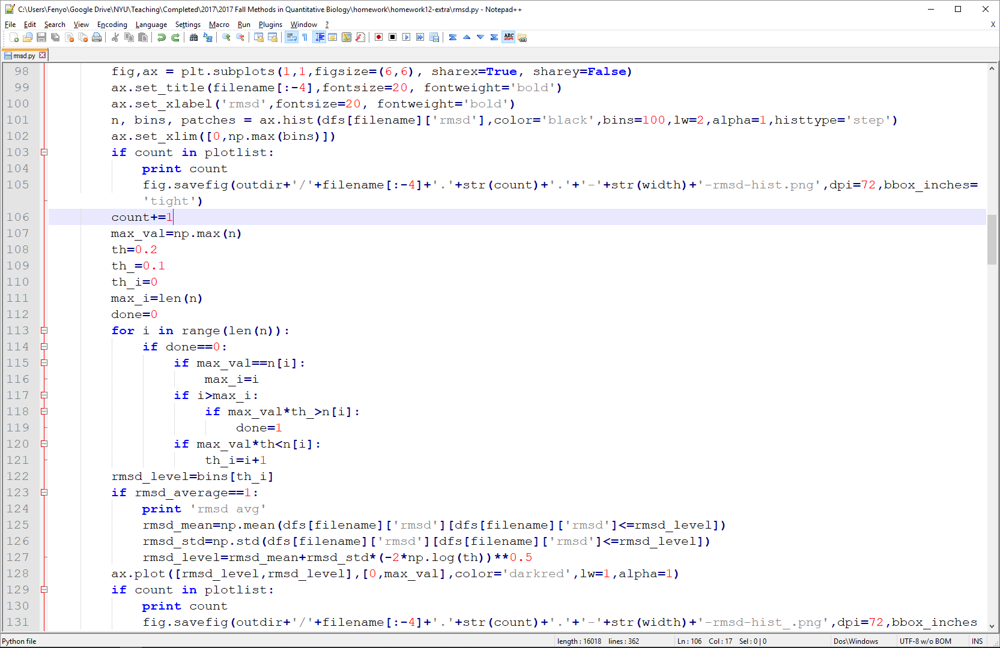 C:\Users\Fenyo\Google Drive\NYU\Teaching\Completed\2017\2017 Fall Methods in Quantitative Biology\homework\homework12-extra\rmsd.py - Notepad++
File Edit Search View Encoding Language Settings Macro Run Plugins Window ? X
ABC
rmsd.py
98 fig,ax = plt.subplots(1,1,figsize=(6,6), sharex=True, sharey=False)
99 ax.set_title(filename[:-4],fontsize=20, fontweight='bold')
100 ax.set_xlabel('rmsd',fontsize=20, fontweight='bold')
101 n, bins, patches = ax.hist(dfs[filename]['rmsd'],color='black',bins=100,lw=2,alpha=1,histtype='step')
102 ax.set_xlim([0,np.max(bins)])
103 if count in plotlist:
104 print count
105 fig.savefig(outdir+'/'+filename[:-4]+'.'+str(count)+'.'+'-'+str(width)+'-rmsd-hist.png',dpi=72,bbox_inches=
'tight')
106 count+=1
107 max_val=np.max(n)
108 th=0.2
109 th_=0.1
110 th_i=0
111 max_i=len(n)
112 done=0
113 for i in range(len(n)):
114 if done==0:
115 if max_val==n[i]:
116 max_i=i
117 if i>max_i:
118 if max_val*th_>n[i]:
119 done=1
120 if max_val*th<n[i]:
121 th_i=i+1
122 rmsd_level=bins[th_i]
123 if rmsd_average==1:
124 print 'rmsd avg'
125 rmsd_mean=np.mean(dfs[filename]['rmsd'][dfs[filename]['rmsd']<=rmsd_level])
126 rmsd_std=np.std(dfs[filename]['rmsd'][dfs[filename]['rmsd']<=rmsd_level])
127 rmsd_level=rmsd_mean+rmsd_std*(-2*np.log(th))**0.5
128 ax.plot([rmsd_level,rmsd_level],[0,max_val],color='darkred',lw=1,alpha=1)
129 if count in plotlist:
130 print count
131 fig.savefig(outdir+'/'+filename[:-4]+'.'+str(count)+'.'+'-'+str(width)+'-rmsd-hist_.png',dpi=72,bbox_inches
Python file length : 16018 lines : 362 Ln : 106 Col : 17 Sel : 0 | 0 Dos\Windows UTF-8 w/o BOM INS